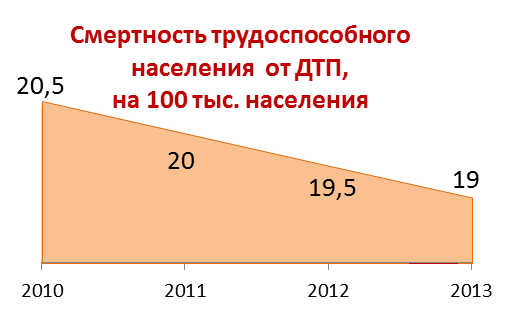 Смертность трудоспособного
населения от ДТП,
на 100 тыс. населения
20,5
20
19,5
19
2010 2011 2012 2013